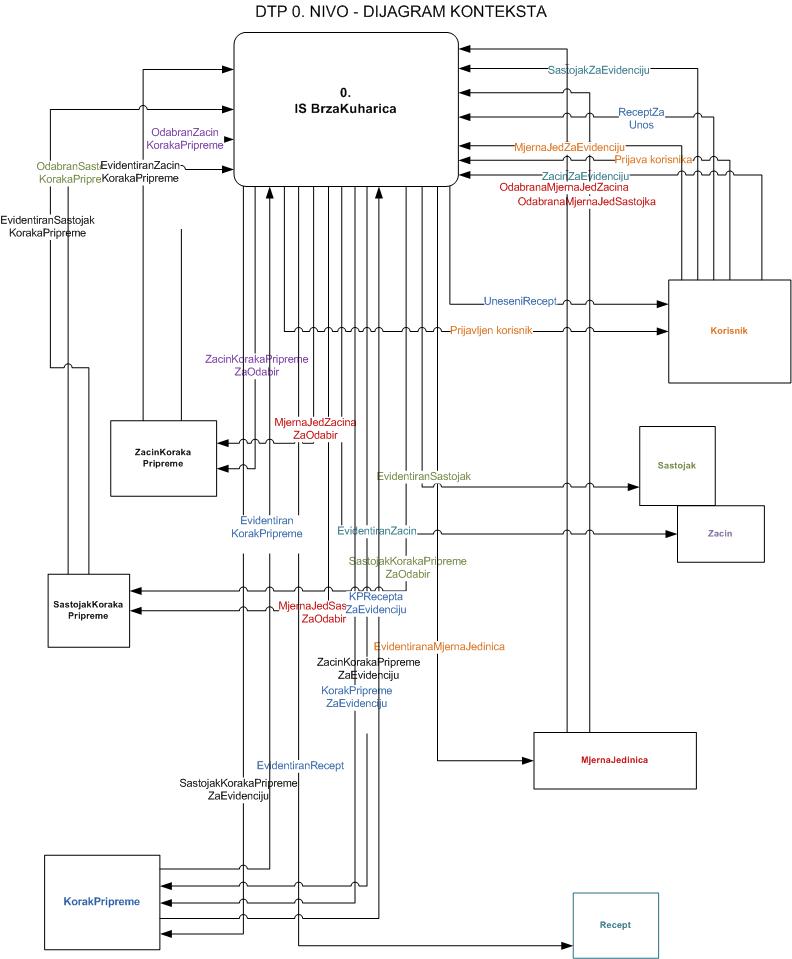 DTP 0. NIVO - DIJAGRAM KONTEKSTA
0.
IS BrzaKuharica
SastojakZaEvidenciju
ReceptZa
Unos
OdabranZacin
KorakaPripreme
MjernaJedZaEvidenciju
Prijava korisnika
OdabranSast
KorakaPripre
EvidentiranZacin
KorakaPripreme
ZacinZaEvidenciju
OdabranaMjernaJedZacina
OdabranaMjernaJedSastojka
EvidentiranSastojak
KorakaPripreme
UneseniRecept
Prijavljen korisnik
Korisnik
ZacinKorakaPripreme
ZaOdabir
MjernaJedZacina
ZaOdabir
ZacinKoraka
Pripreme
Sastojak
EvidentiranSastojak
Evidentiran
KorakPripreme
EvidentiranZacin
Zacin
SastojakKorakaPripreme
ZaOdabir
SastojakKoraka
Pripreme
MjernaJedSas
ZaOdabir
KPRecepta
ZaEvidenciju
EvidentiranaMjernaJedinica
ZacinKorakaPripreme
ZaEvidenciju
KorakPripreme
ZaEvidenciju
EvidentiranRecept
MjernaJedinica
SastojakKorakaPripreme
ZaEvidenciju
KorakPripreme
Recept